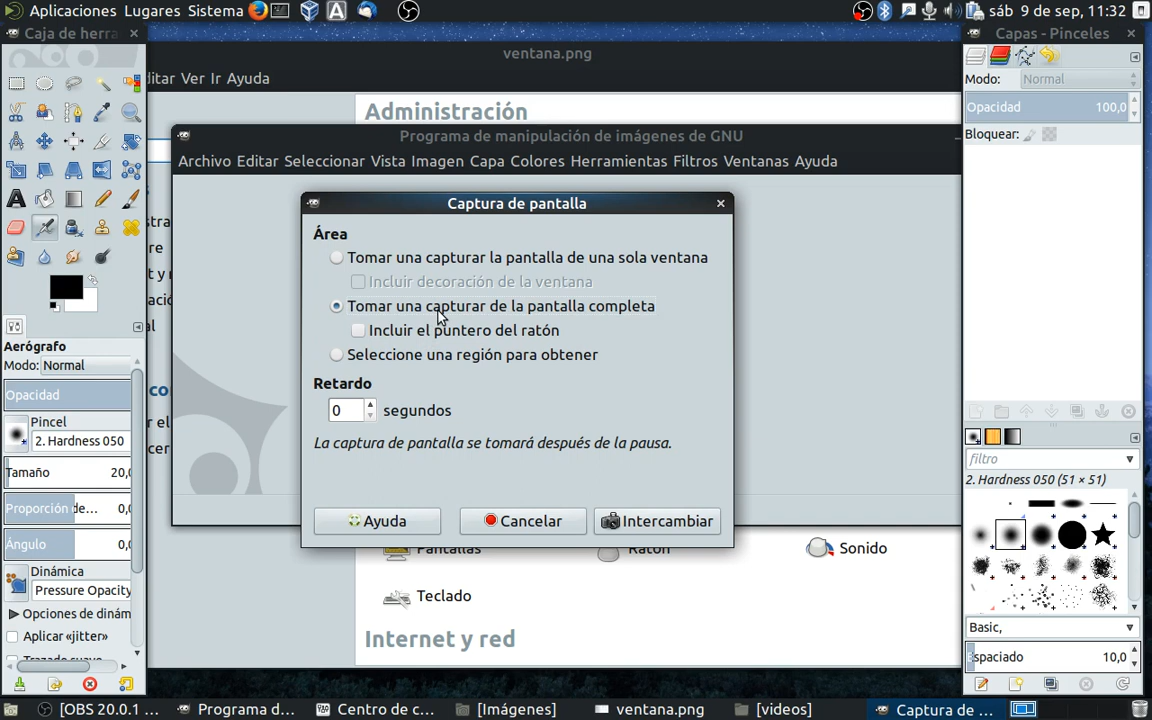 Aplicaciones Lugares Sistema
sáb 9 de sep, 11:32
Caja de herra
ventana.png
Capas - Pinceles
Ver Ir Ayuda
Administración
Modo: Normal
Opacidad 100,0
Bloquear:
Programa de manipulación de imágenes de GNU
Archivo Editar Seleccionar Vista Imagen Capa Colores Herramientas Filtros Ventanas Ayuda
Captura de pantalla
Área
Tomar una capturar la pantalla de una sola ventana
Incluir decoración de la ventana
Tomar una capturar de la pantalla completa
Incluir el puntero del ratón
Seleccione una región para obtener
Retardo
0 segundos
La captura de pantalla se tomará después de la pausa.
Ayuda
Cancelar
Intercambiar
Aerógrafo
Modo: Normal
Opacidad
Pincel
2. Hardness 050
Tamaño 20,0
Proporción de... 0,0
Ángulo 0,0
Dinámica
Pressure Opacity
Opciones de dinám
Aplicar «jitter»
Trazado suave
Pantallas
Ratón
Sonido
Teclado
Internet y red
filtro
2. Hardness 050 (51 × 51)
Basic,
Espaciado 10,0
[OBS 20.0.1 ...
Programa d...
Centro de c...
[Imágenes]
ventana.png
[videos]
Captura de ...